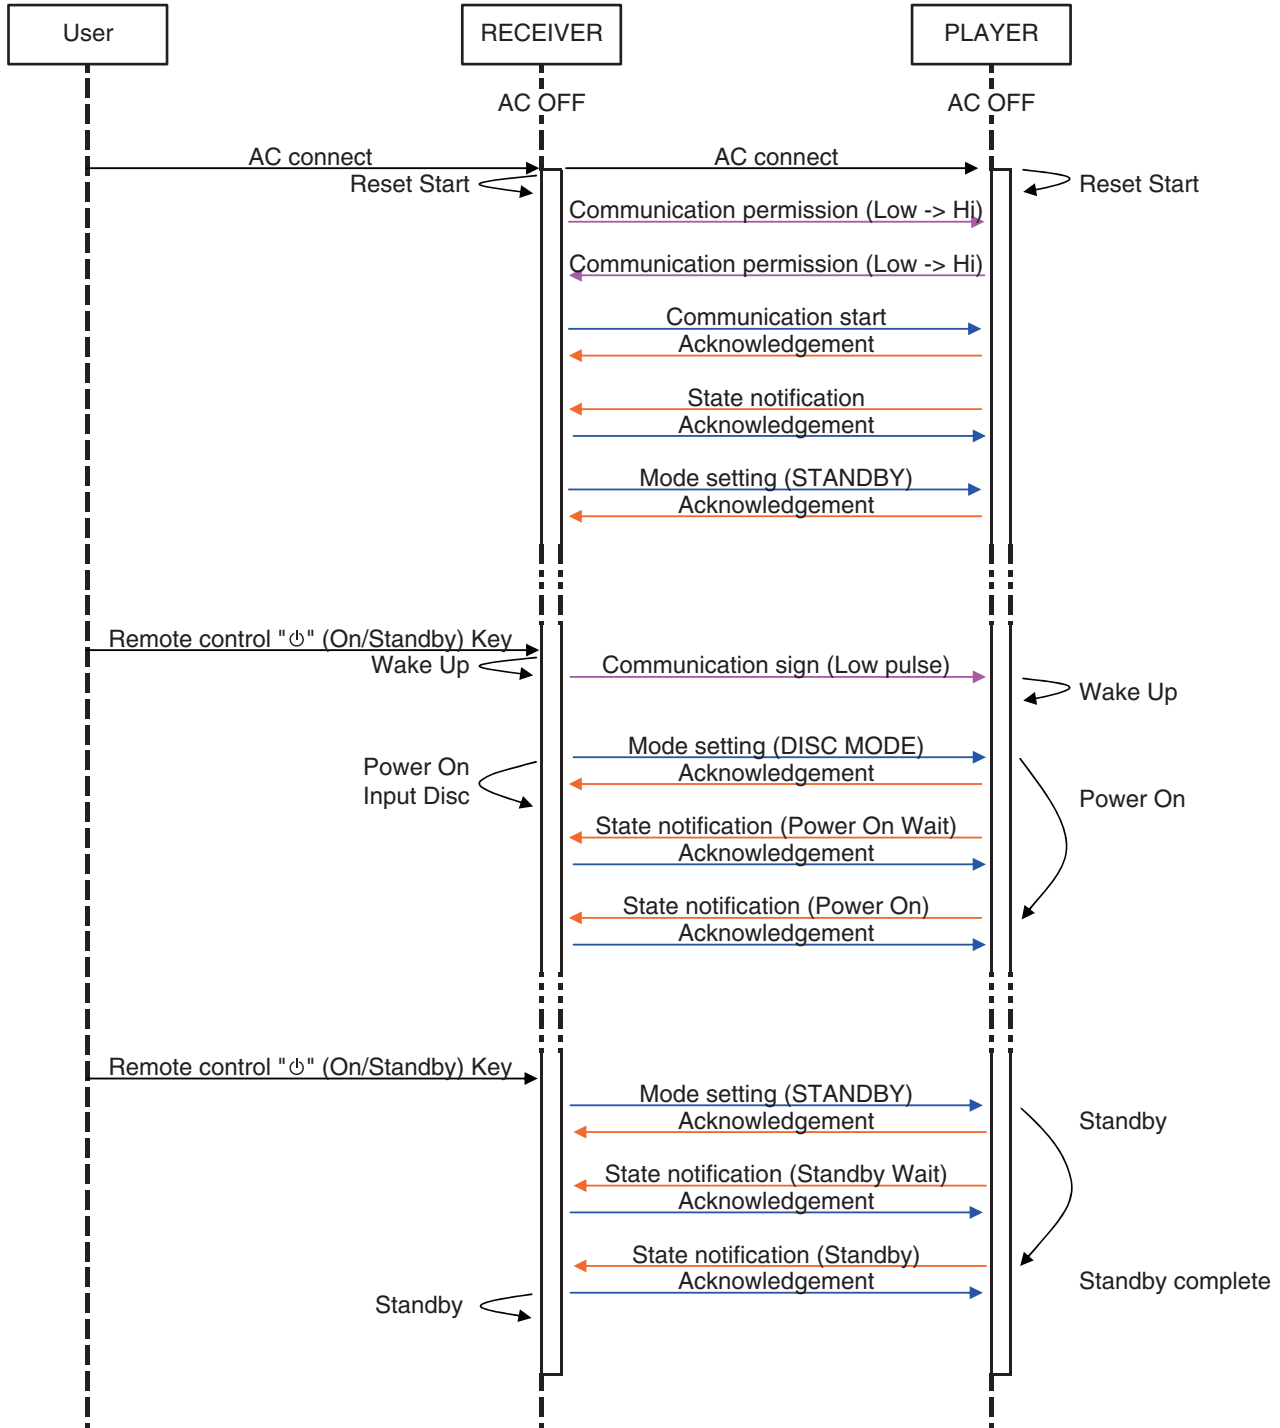 User
RECEIVER
PLAYER
AC OFF
AC OFF
AC connect
AC connect
Reset Start
Reset Start
Communication permission (Low -> Hi)
Communication permission (Low -> Hi)
Communication start
Acknowledgement
State notification
Acknowledgement
Mode setting (STANDBY)
Acknowledgement
Remote control "⏻" (On/Standby) Key
Wake Up
Communication sign (Low pulse)
Wake Up
Mode setting (DISC MODE)
Power On
Acknowledgement
Input Disc
Power On
State notification (Power On Wait)
Acknowledgement
State notification (Power On)
Acknowledgement
Remote control "⏻" (On/Standby) Key
Mode setting (STANDBY)
Acknowledgement
Standby
State notification (Standby Wait)
Acknowledgement
State notification (Standby)
Acknowledgement
Standby complete
Standby